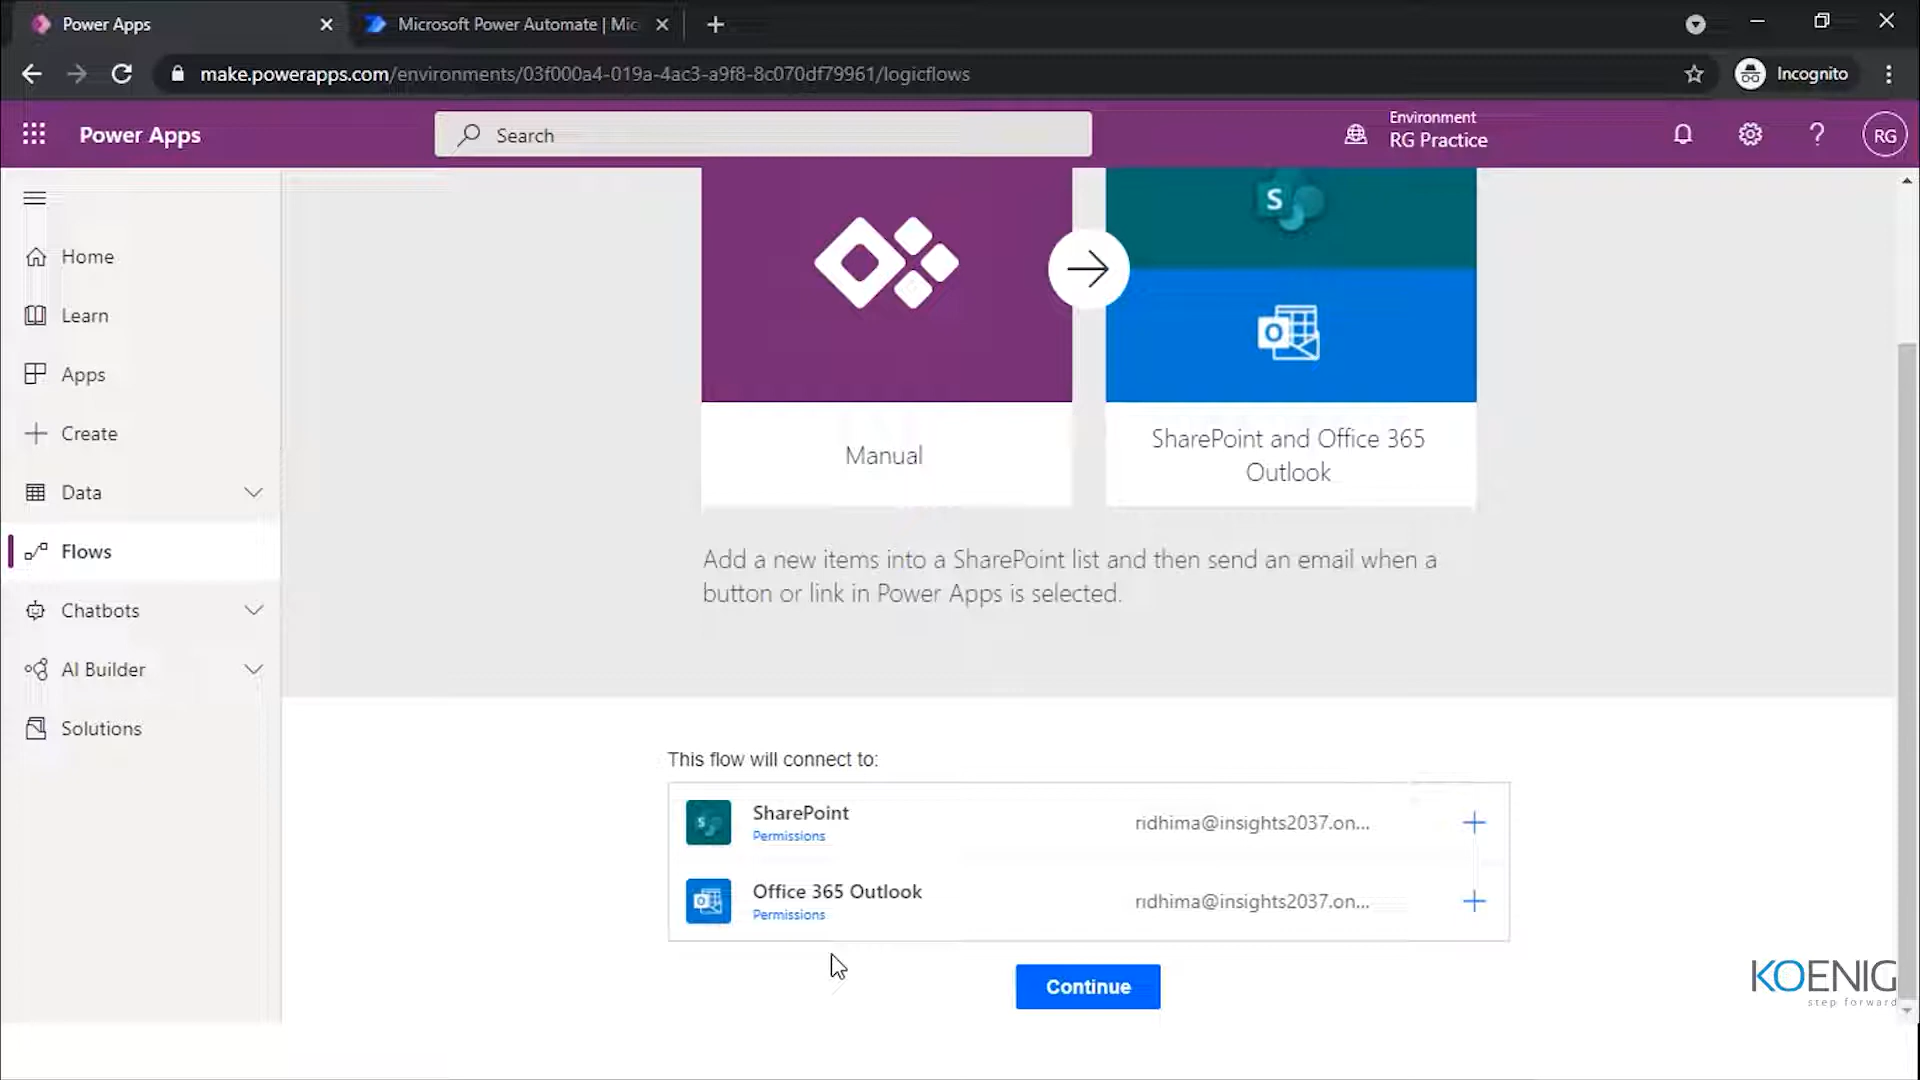 Power Apps
Microsoft Power Automate | Mic
make.powerapps.com/environments/03f000a4-019a-4ac3-a9f8-8c070df79961/logicflows
Incognito
Power Apps
Search
Environment
RG Practice
?
RG
Home
Learn
Apps
Create
Data
Flows
Chatbots
AI Builder
Solutions
S
O
Manual
SharePoint and Office 365
Outlook
Add a new items into a SharePoint list and then send an email when a
button or link in Power Apps is selected.
This flow will connect to:
SharePoint
Permissions
ridhima@insights2037.on...
Office 365 Outlook
Permissions
ridhima@insights2037.on...
Continue
KOENIG
step forward